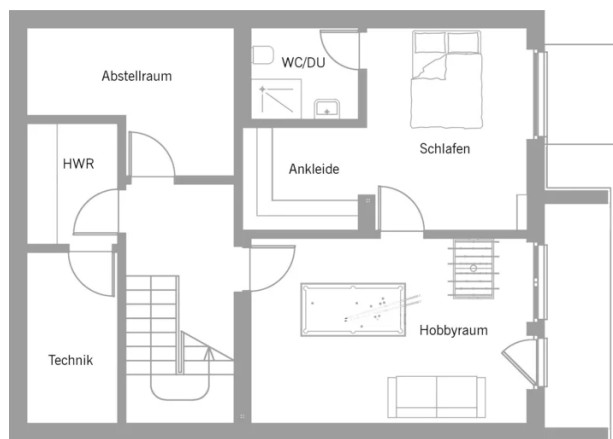 WC/DU
Abstellraum
Schlafen
HWR
Ankleide
Hobbyraum
Technik